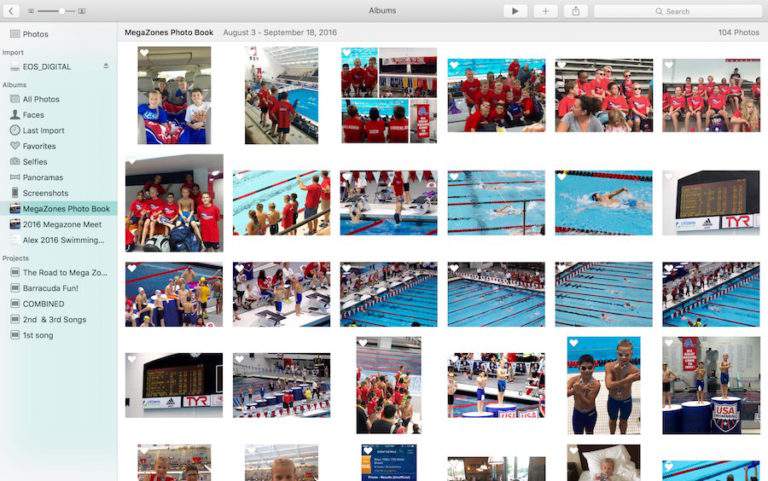 Albums
Search
Photos
MegaZones Photo Book August 3 - September 18, 2016 104 Photos
Import
EOS_DIGITAL
Albums
All Photos
Faces
Last Import
Favorites
Selfies
Panoramas
Screenshots
MegaZones Photo Book
2016 Megazone Meet
Alex 2016 Swimming...
Projects
The Road to Mega Zo...
Barracuda Fun!
COMBINED
2nd & 3rd Songs
1st song
TYR
TYR
USA